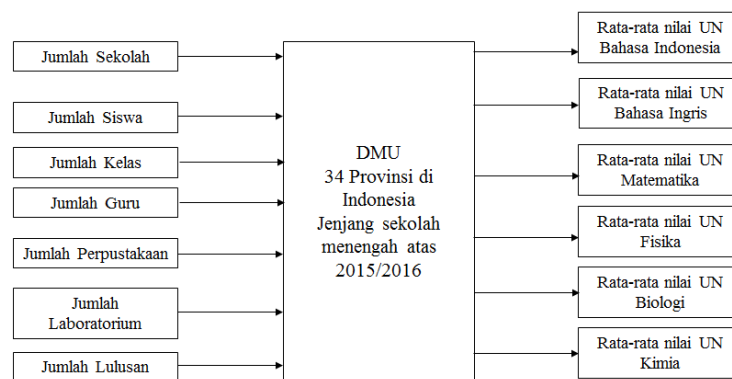 Jumlah Sekolah
Jumlah Siswa
Jumlah Kelas
Jumlah Guru
Jumlah Perpustakaan
Jumlah
Laboratorium
Jumlah Lulusan
DMU
34 Provinsi di
Indonesia
Jenjang sekolah
menengah atas
2015/2016
Rata-rata nilai UN
Bahasa Indonesia
Rata-rata nilai UN
Bahasa Ingris
Rata-rata nilai UN
Matematika
Rata-rata nilai UN
Fisika
Rata-rata nilai UN
Biologi
Rata-rata nilai UN
Kimia